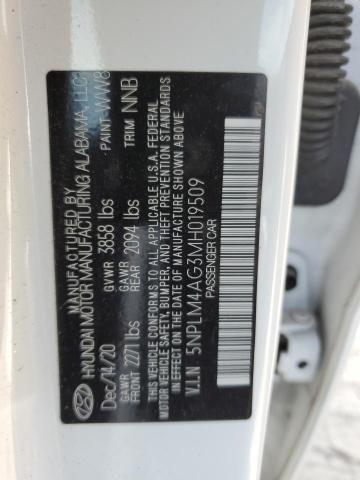 MANUFACTURED BY
HYUNDAI MOTOR MANUFACTURING ALABAMA, LLC
Dec/14/20 GVWR 3858 lbs PAINT-WW8
GAWR FRONT 2271 lbs GAWR REAR 2094 lbs TRIM NNB
THIS VEHICLE CONFORMS TO ALL APPLICABLE U.S.A. FEDERAL
MOTOR VEHICLE SAFETY, BUMPER, AND THEFT PREVENTION STANDARDS
IN EFFECT ON THE DATE OF MANUFACTURE SHOWN ABOVE.
V.I.N 5NPLM4AG3MH019509
PASSENGER CAR